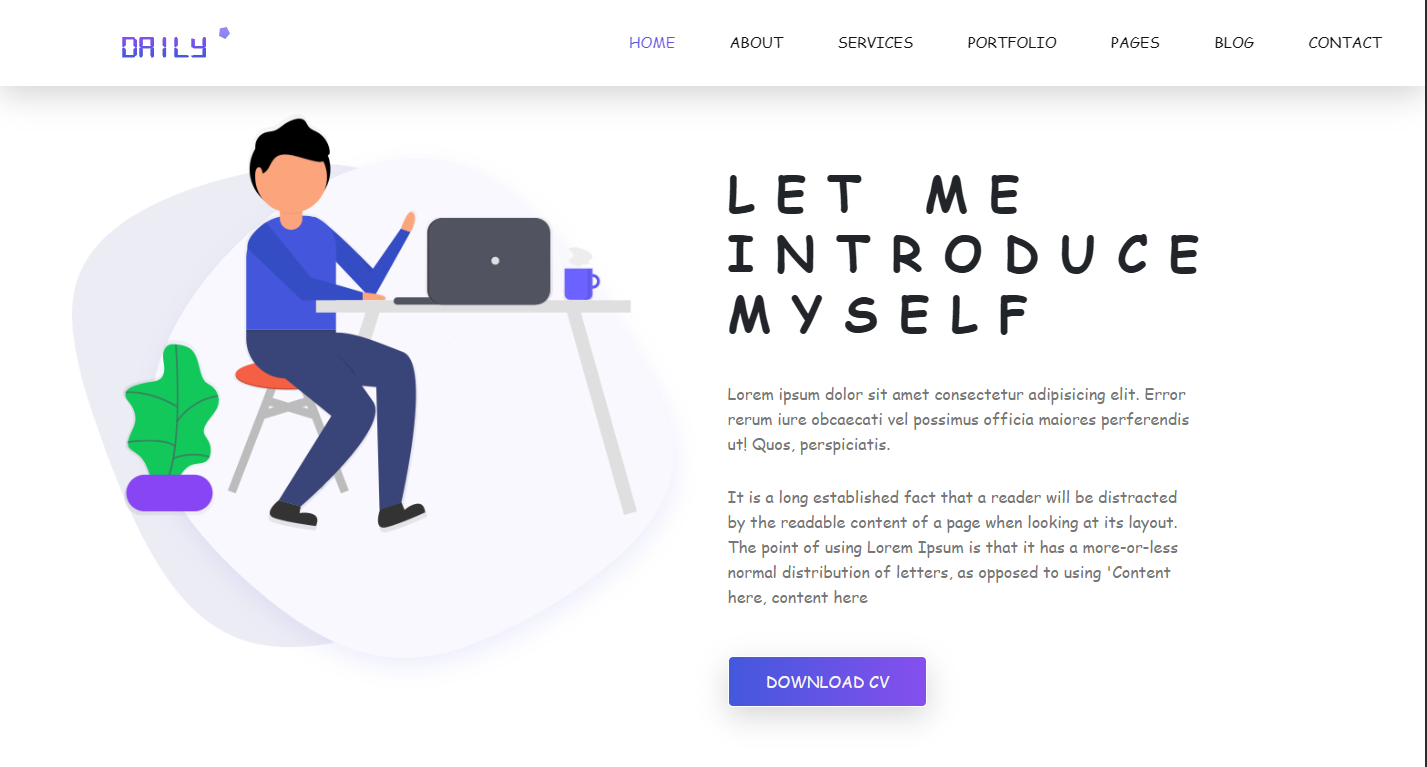 DAILY
HOME ABOUT SERVICES PORTFOLIO PAGES BLOG CONTACT
LET ME
INTRODUCE
MYSELF
Lorem ipsum dolor sit amet consectetur adipisicing elit. Error
rerum iure obcaecati vel possimus officia maiores perferendis
ut! Quos, perspiciatis.
It is a long established fact that a reader will be distracted
by the readable content of a page when looking at its layout.
The point of using Lorem Ipsum is that it has a more-or-less
normal distribution of letters, as opposed to using 'Content
here, content here
DOWNLOAD CV